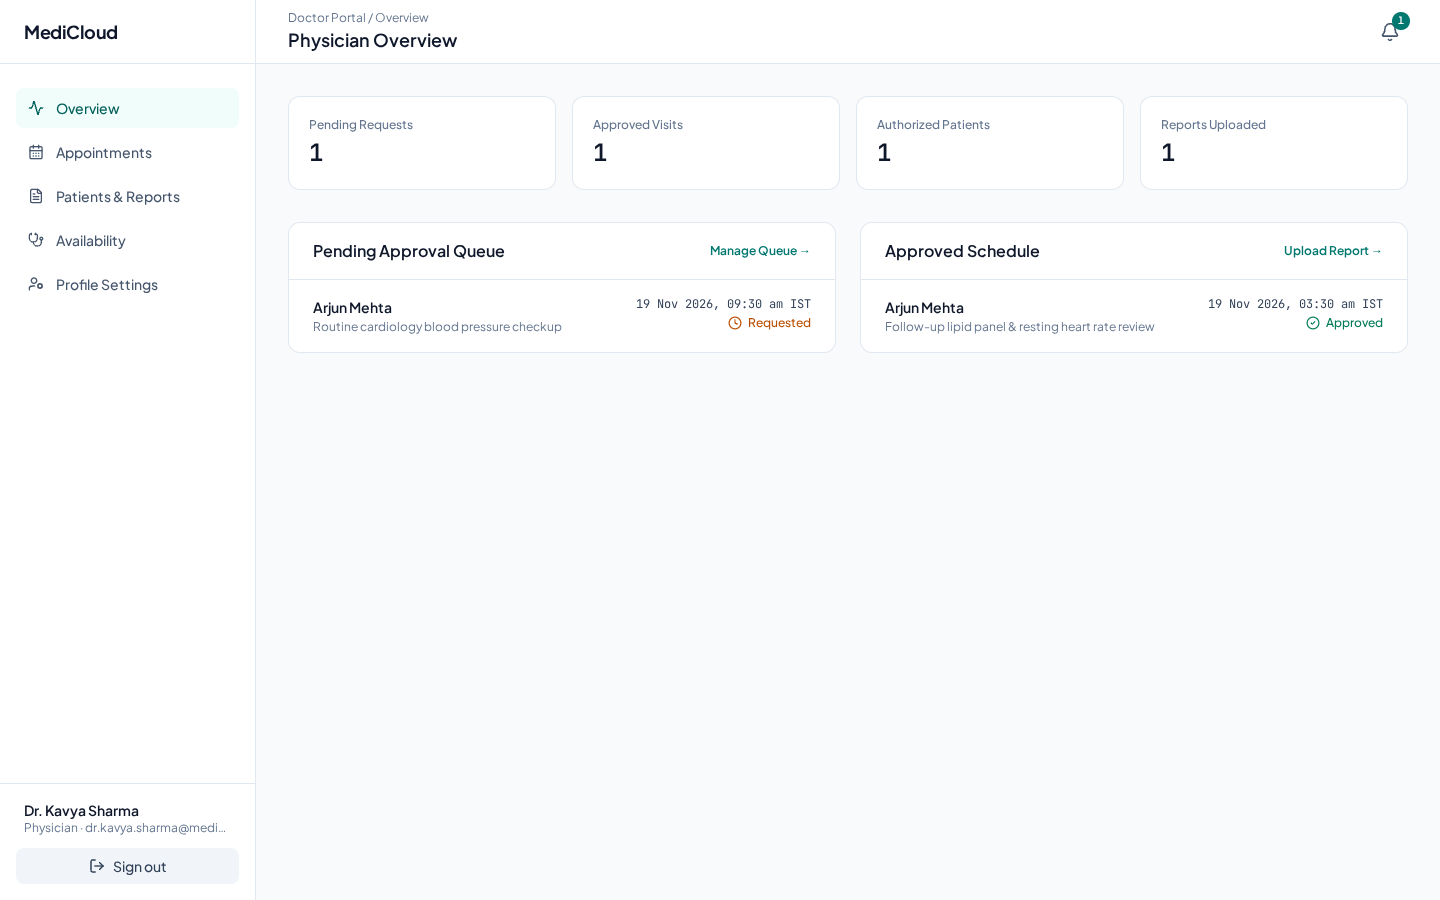 MediCloud
Overview
Appointments
Patients & Reports
Availability
Profile Settings
Dr. Kavya Sharma
Physician · dr.kavya.sharma@medi...
Sign out
Doctor Portal / Overview
Physician Overview
1
Pending Requests
1
Approved Visits
1
Authorized Patients
1
Reports Uploaded
1
Pending Approval Queue
Manage Queue →
Arjun Mehta
19 Nov 2026, 09:30 am IST
Routine cardiology blood pressure checkup
Requested
Approved Schedule
Upload Report →
Arjun Mehta
19 Nov 2026, 03:30 am IST
Follow-up lipid panel & resting heart rate review
Approved